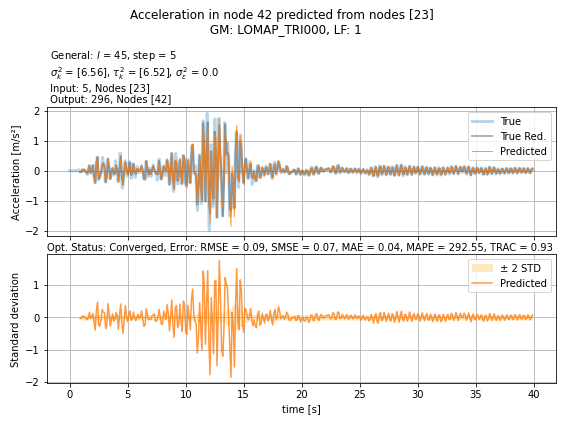 Acceleration in node 42 predicted from nodes [23]
GM: LOMAP_TRI000, LF: 1
General: l = 45, step = 5
σ²ₖ = [6.56], τ²ₖ = [6.52], σ²ε = 0.0
Input: 5, Nodes [23]
Output: 296, Nodes [42]
Acceleration [m/s²]
2
1
0
−1
−2
True
True Red.
Predicted
Opt. Status: Converged, Error: RMSE = 0.09, SMSE = 0.07, MAE = 0.04, MAPE = 292.55, TRAC = 0.93
Standard deviation
1
0
−1
−2
± 2 STD
Predicted
0 5 10 15 20 25 30 35 40
time [s]